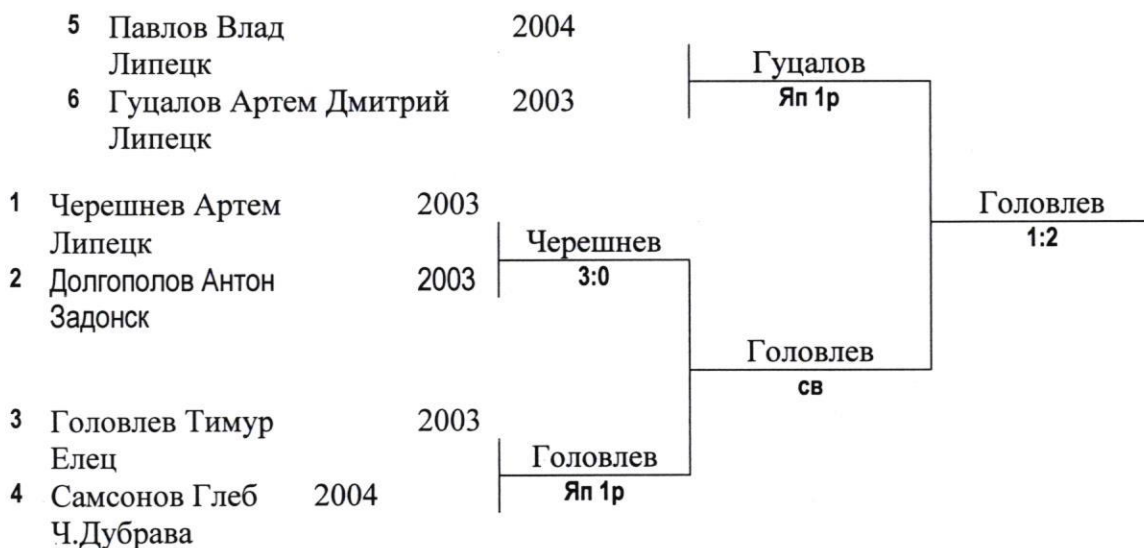 5 Павлов Влад 2004
Липецк
Гуцалов
6 Гуцалов Артем Дмитрий 2003
Яп 1р
Липецк
1 Черешнев Артем 2003
Головлев
Липецк
Черешнев
1:2
2 Долгополов Антон 2003
3:0
Задонск
Головлев
св
3 Головлев Тимур 2003
Елец
Головлев
4 Самсонов Глеб 2004
Яп 1р
Ч.Дубрава